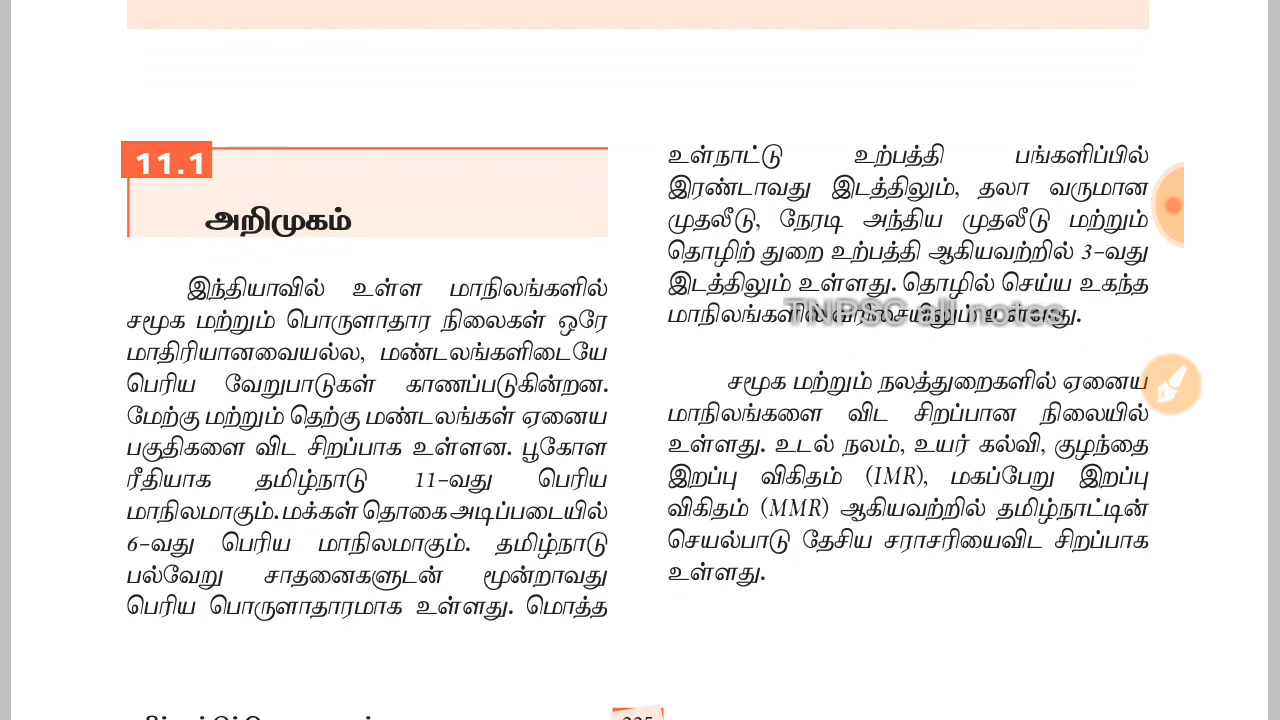 11.1
அறிமுகம்
இந்தியாவில் உள்ள மாநிலங்களில்
சமூக மற்றும் பொருளாதார நிலைகள் ஒரே
மாதிரியானவையல்ல, மண்டலங்களிடையே
பெரிய வேறுபாடுகள் காணப்படுகின்றன.
மேற்கு மற்றும் தெற்கு மண்டலங்கள் ஏனைய
பகுதிகளை விட சிறப்பாக உள்ளன. பூகோள
ரீதியாக தமிழ்நாடு 11-வது பெரிய
மாநிலமாகும். மக்கள் தொகை அடிப்படையில்
6-வது பெரிய மாநிலமாகும். தமிழ்நாடு
பல்வேறு சாதனைகளுடன் மூன்றாவது
பெரிய பொருளாதாரமாக உள்ளது. மொத்த
உள்நாட்டு உற்பத்தி பங்களிப்பில்
இரண்டாவது இடத்திலும், தலா வருமான
முதலீடு, நேரடி அந்திய முதலீடு மற்றும்
தொழிற் துறை உற்பத்தி ஆகியவற்றில் 3-வது
இடத்திலும் உள்ளது. தொழில் செய்ய உகந்த
மாநிலங்களில் வரிசையிலும் உள்ளது.
TNPSC all notes
சமூக மற்றும் நலத்துறைகளில் ஏனைய
மாநிலங்களை விட சிறப்பான நிலையில்
உள்ளது. உடல் நலம், உயர் கல்வி, குழந்தை
இறப்பு விகிதம் (IMR), மகப்பேறு இறப்பு
விகிதம் (MMR) ஆகியவற்றில் தமிழ்நாட்டின்
செயல்பாடு தேசிய சராசரியைவிட சிறப்பாக
உள்ளது.